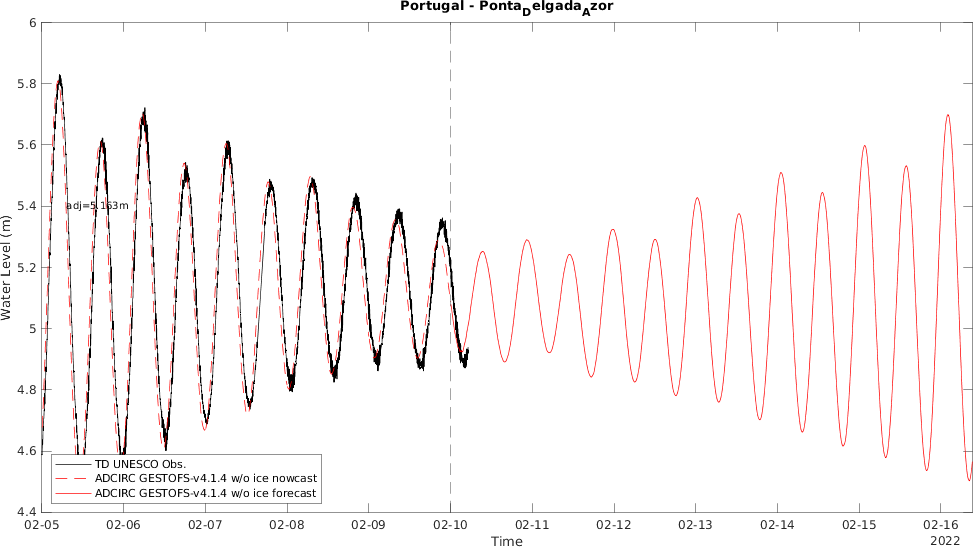 Portugal - PontaDelgadaAzor
6
5.8
5.6
5.4
5.2
5
4.8
4.6
4.4
Water Level (m)
adj=5.163m
TD UNESCO Obs.
ADCIRC GESTOFS-v4.1.4 w/o ice nowcast
ADCIRC GESTOFS-v4.1.4 w/o ice forecast
02-05 02-06 02-07 02-08 02-09 02-10 02-11 02-12 02-13 02-14 02-15 02-16
Time
2022